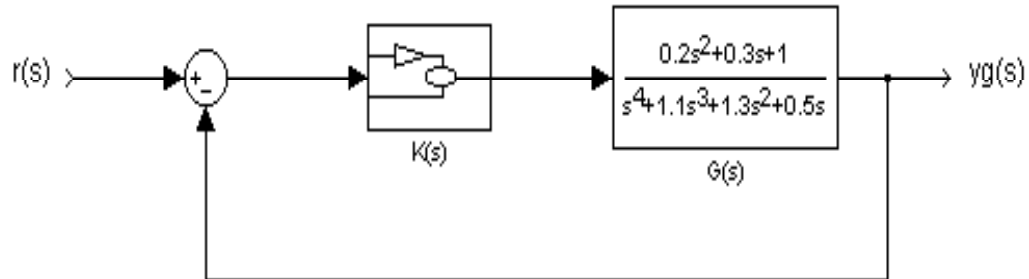 r(s)
+
−
K(s)
0.2s²+0.3s+1
s⁴+1.1s³+1.3s²+0.5s
G(s)
yg(s)